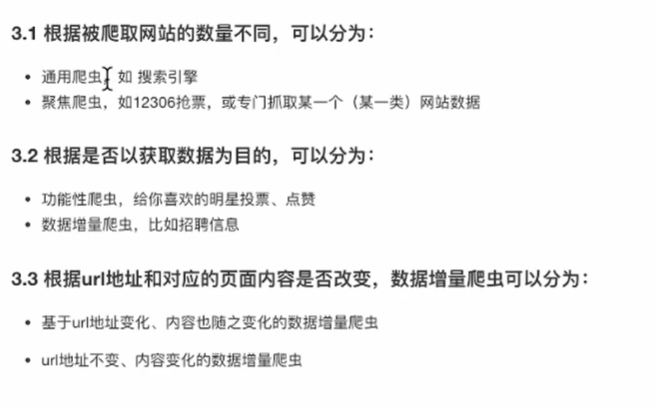 3.1 根据被爬取网站的数量不同，可以分为：
• 通用爬虫，如 搜索引擎
• 聚焦爬虫，如12306抢票，或专门抓取某一个（某一类）网站数据
3.2 根据是否以获取数据为目的，可以分为：
• 功能性爬虫，给你喜欢的明星投票、点赞
• 数据增量爬虫，比如招聘信息
3.3 根据url地址和对应的页面内容是否改变，数据增量爬虫可以分为：
• 基于url地址变化、内容也随之变化的数据增量爬虫
• url地址不变、内容变化的数据增量爬虫